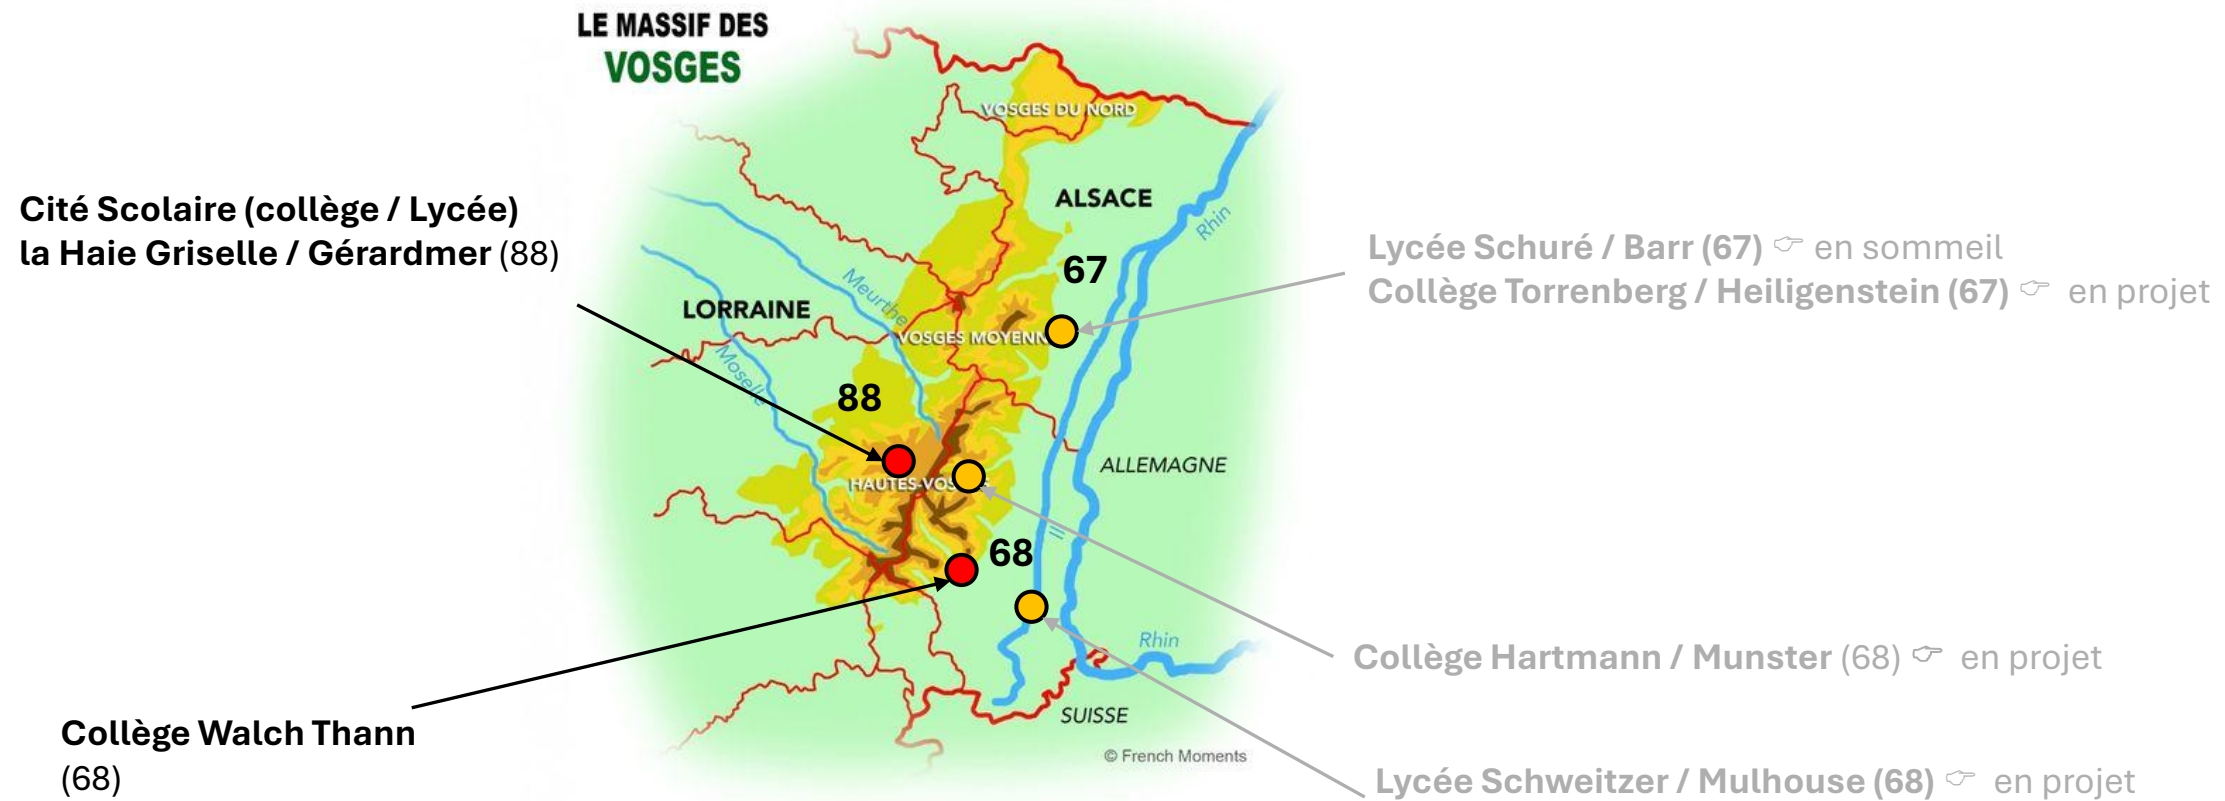 LE MASSIF DES
VOSGES
VOSGES DU NORD
Cité Scolaire (collège / Lycée)
la Haie Griselle / Gérardmer (88)
ALSACE
Rhin
67
Lycée Schuré / Barr (67) ☞ en sommeil
Collège Torrenberg / Heiligenstein (67) ☞ en projet
Meurthe
LORRAINE
VOSGES MOYENN
Moselle
88
ALLEMAGNE
HAUTES-VOS S
Ill
68
Rhin
Collège Hartmann / Munster (68) ☞ en projet
SUISSE
Collège Walch Thann
(68)
© French Moments
Lycée Schweitzer / Mulhouse (68) ☞ en projet